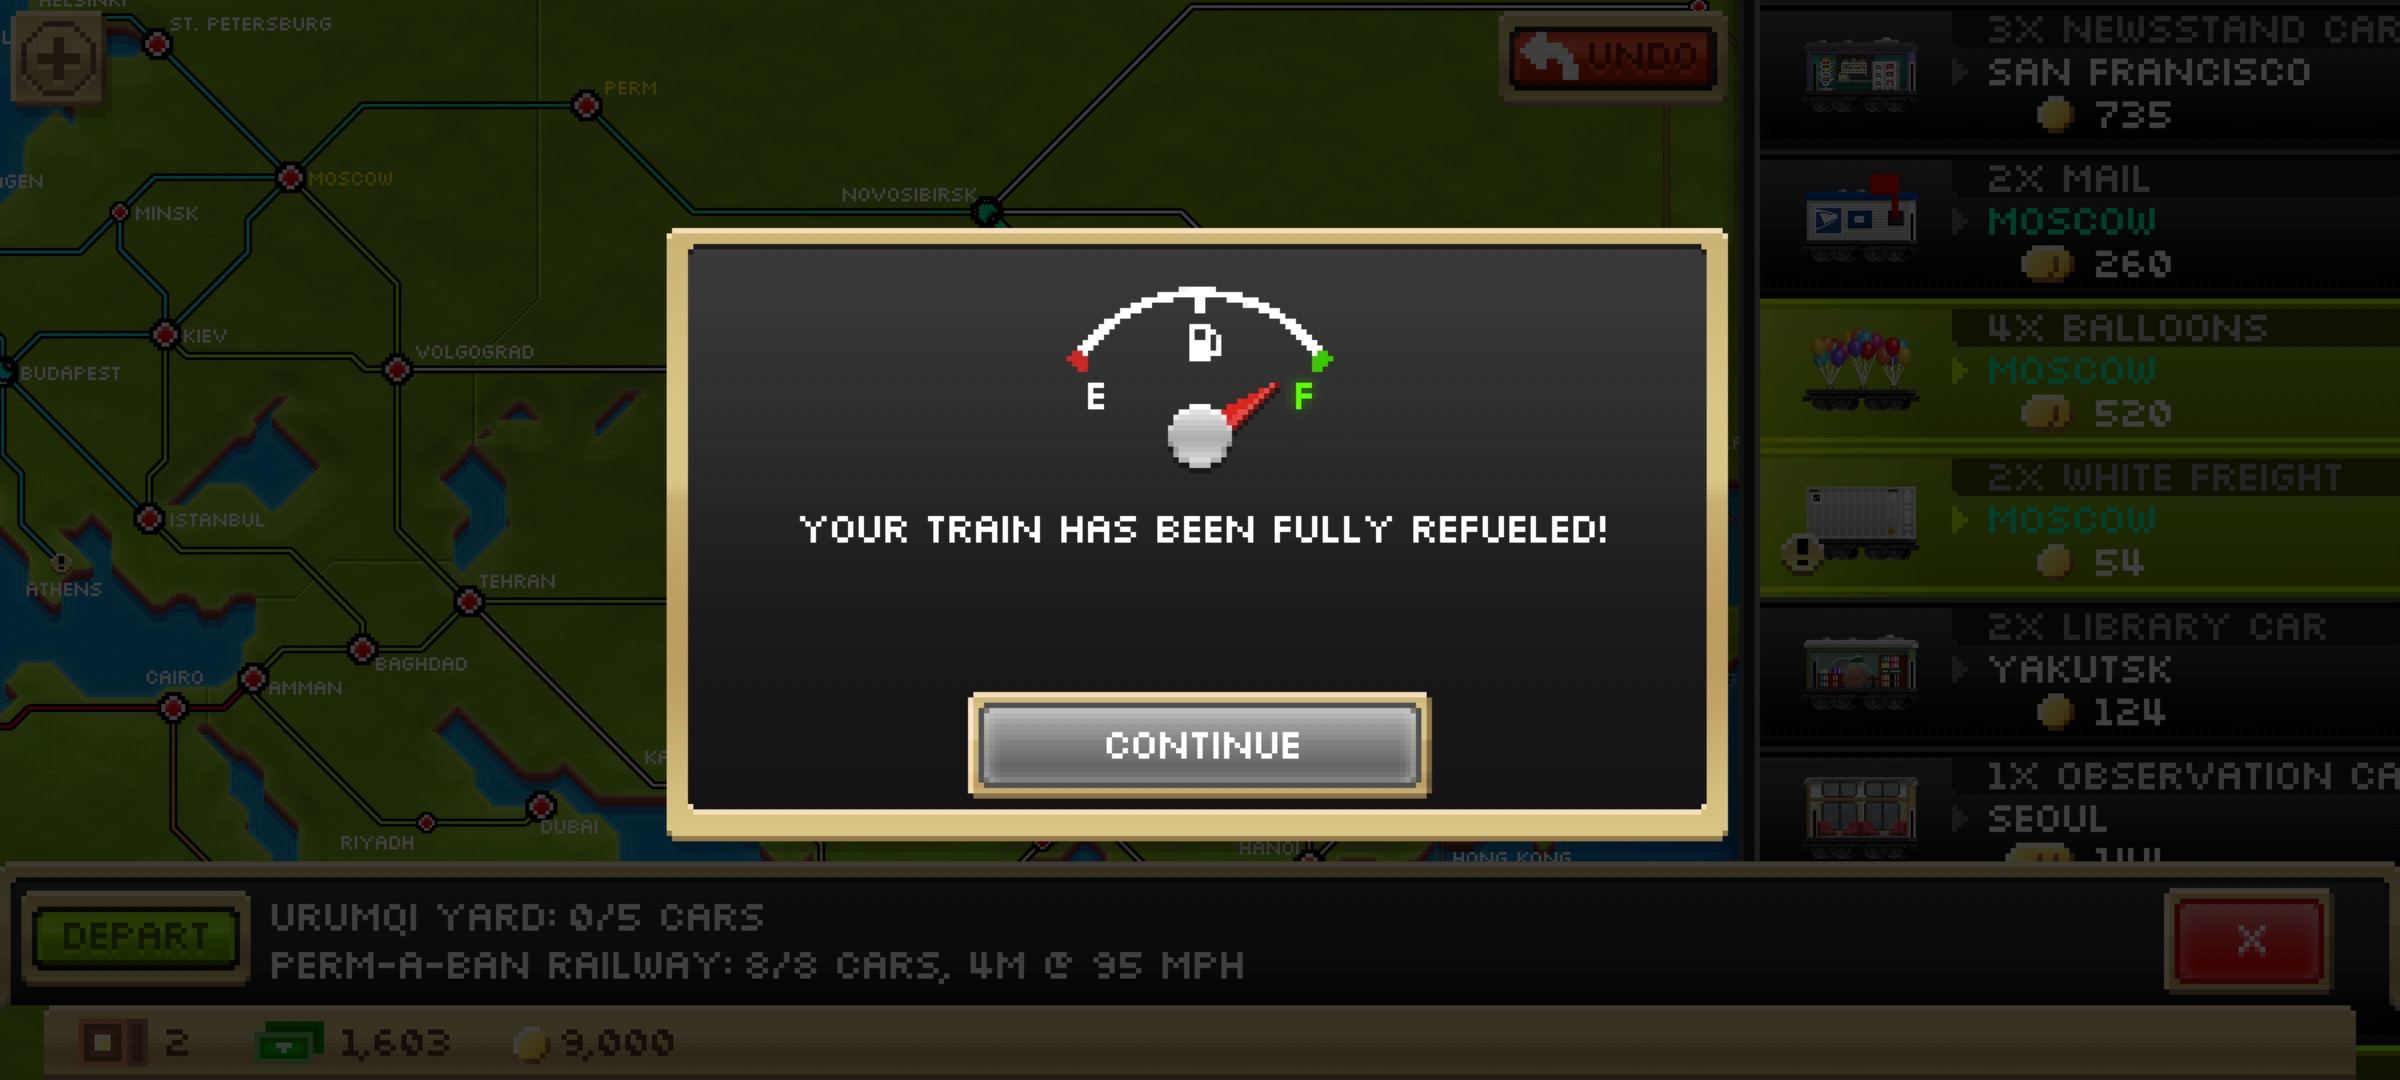 ST. PETERSBURG
UNDO
PERM
MOSCOW
MINSK
NOVOSIBIRSK
KIEV
VOLGOGRAD
BUDAPEST
ISTANBUL
ATHENS
TEHRAN
BAGHDAD
CAIRO
AMMAN
RIYADH
DUBAI
HANOI
HONG KONG
E
F
YOUR TRAIN HAS BEEN FULLY REFUELED!
CONTINUE
3X NEWSSTAND CAR
SAN FRANCISCO
735
2X MAIL
MOSCOW
260
4X BALLOONS
MOSCOW
520
2X WHITE FREIGHT
MOSCOW
54
2X LIBRARY CAR
YAKUTSK
124
1X OBSERVATION CA
SEOUL
144
DEPART
URUMQI YARD: 0/5 CARS
PERM-A-BAN RAILWAY: 8/8 CARS, 4M @ 95 MPH
X
2
1,603
9,000